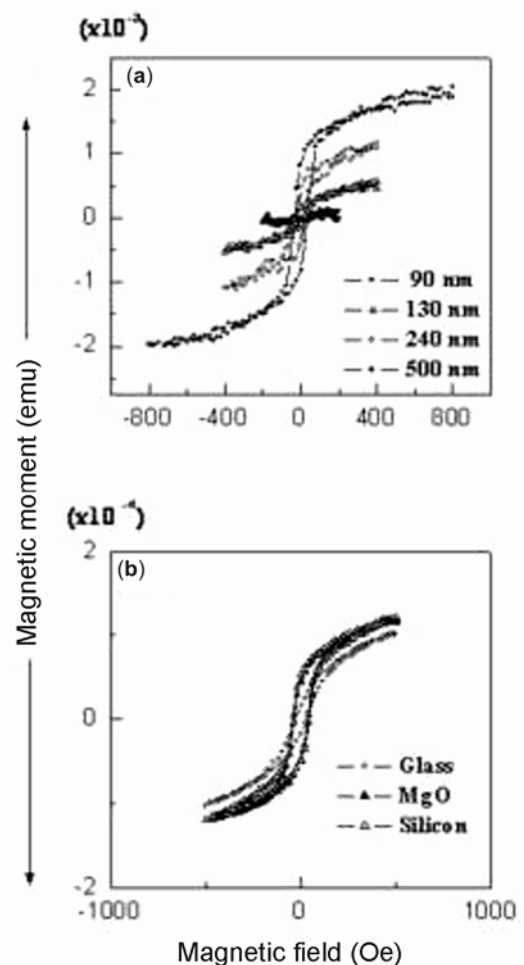 (x10⁻³)
(a)
2
1
0
-1
-2
90 nm
130 nm
240 nm
500 nm
-800 -400 0 400 800
Magnetic moment (emu)
(x10⁻⁴)
(b)
2
0
-2
Glass
MgO
Silicon
-1000 0 1000
Magnetic field (Oe)